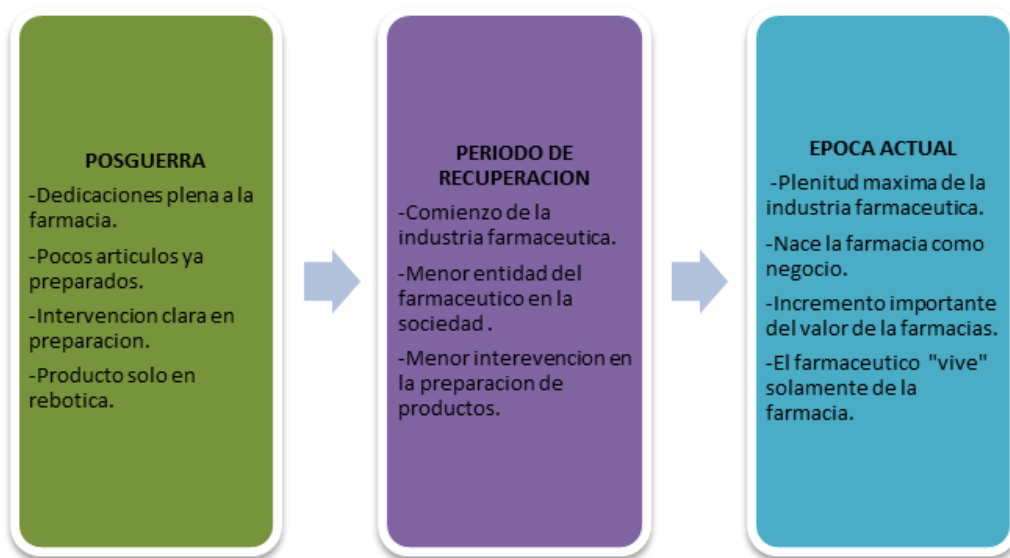 POSGUERRA
-Dedicaciones plena a la
farmacia.
-Pocos articulos ya
preparados.
-Intervencion clara en
preparacion.
-Producto solo en
rebotica.
PERIODO DE
RECUPERACION
-Comienzo de la
industria farmaceutica.
-Menor entidad del
farmaceutico en la
sociedad .
-Menor interevencion en
la preparacion de
productos.
EPOCA ACTUAL
-Plenitud maxima de la
industria farmaceutica.
-Nace la farmacia como
negocio.
-Incremento importante
del valor de la farmacias.
-El farmaceutico "vive"
solamente de la
farmacia.